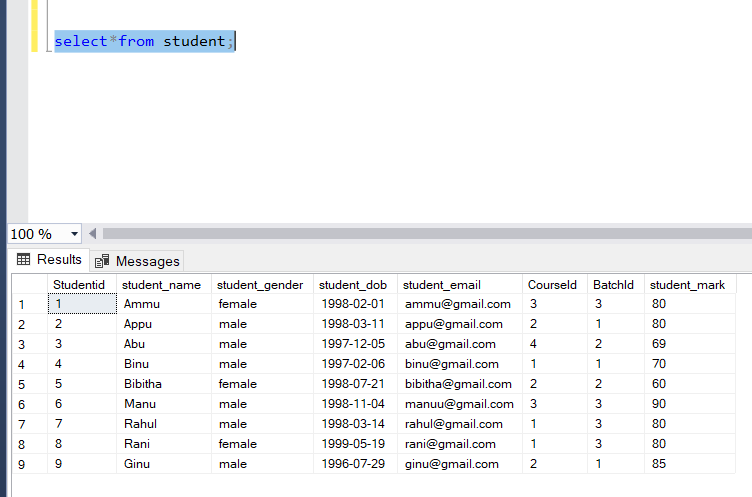 select*from student;
100 %
Results Messages
Studentid student_name student_gender student_dob student_email CourseId BatchId student_mark
1 1 Ammu female 1998-02-01 ammu@gmail.com 3 3 80
2 2 Appu male 1998-03-11 appu@gmail.com 2 1 80
3 3 Abu male 1997-12-05 abu@gmail.com 4 2 69
4 4 Binu male 1997-02-06 binu@gmail.com 1 1 70
5 5 Bibitha female 1998-07-21 bibitha@gmail.com 2 2 60
6 6 Manu male 1998-11-04 manuu@gmail.com 3 3 90
7 7 Rahul male 1998-03-14 rahul@gmail.com 1 3 80
8 8 Rani female 1999-05-19 rani@gmail.com 1 3 80
9 9 Ginu male 1996-07-29 ginu@gmail.com 2 1 85